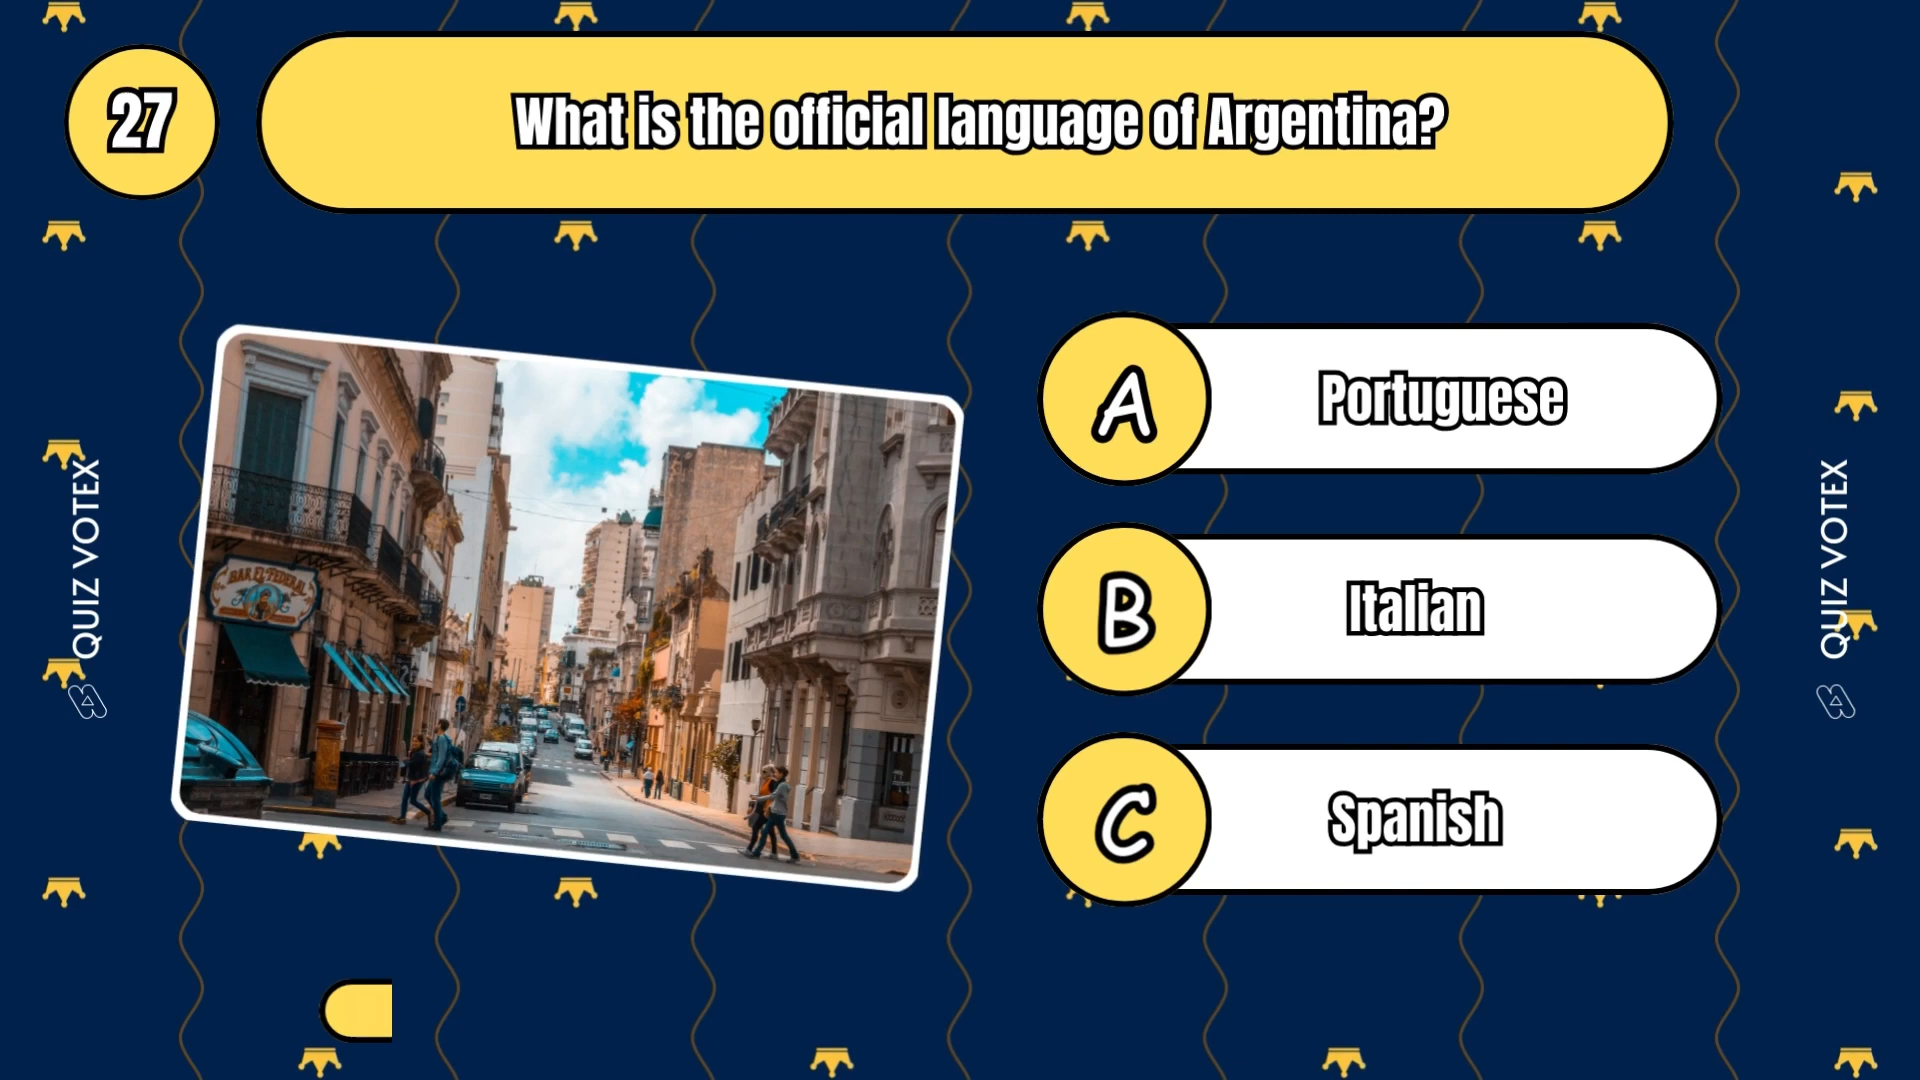 27
What is the official language of Argentina?
QUIZ VOTEX
BAR EL FEDERAL
A
Portuguese
B
Italian
C
Spanish
QUIZ VOTEX